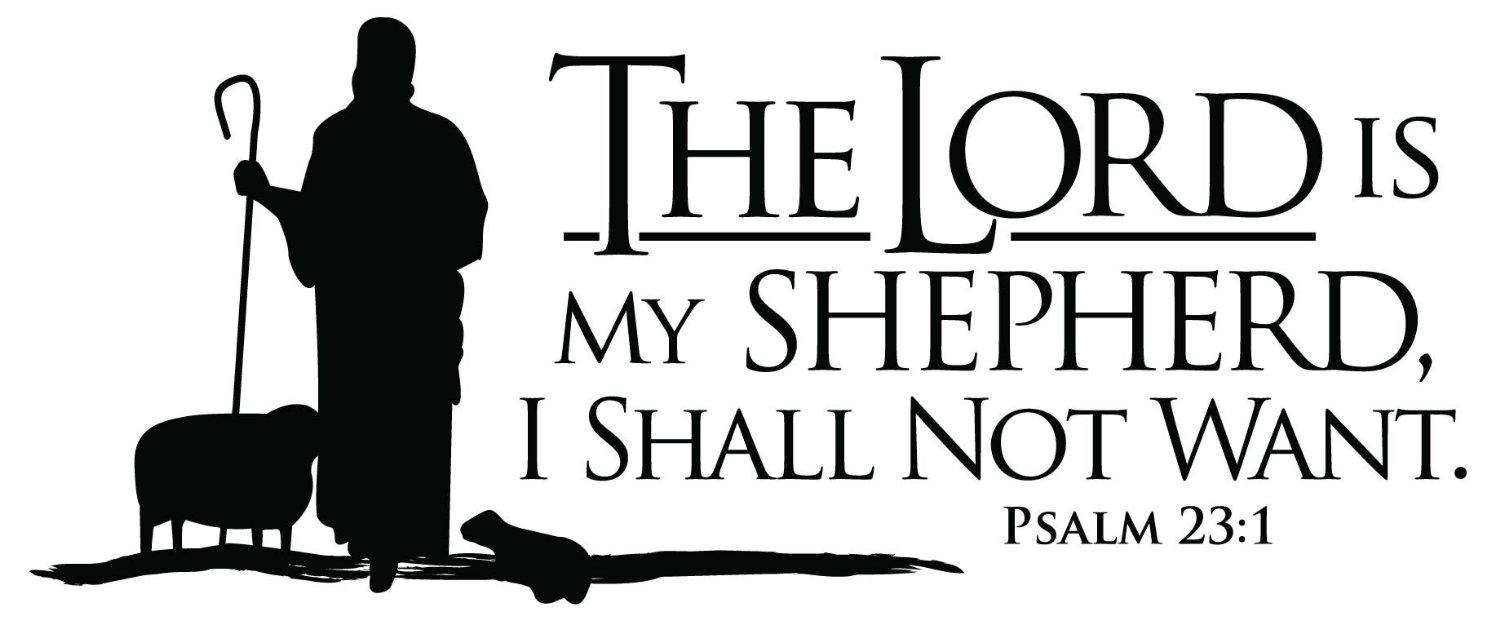 The Lord is
my shepherd,
I Shall Not Want.
Psalm 23:1